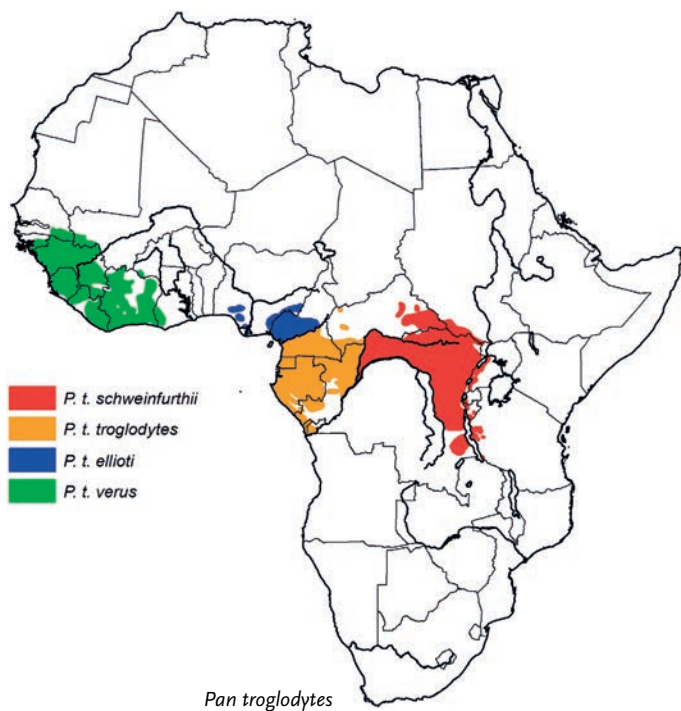 P. t. schweinfurthii
P. t. troglodytes
P. t. ellioti
P. t. verus
Pan troglodytes